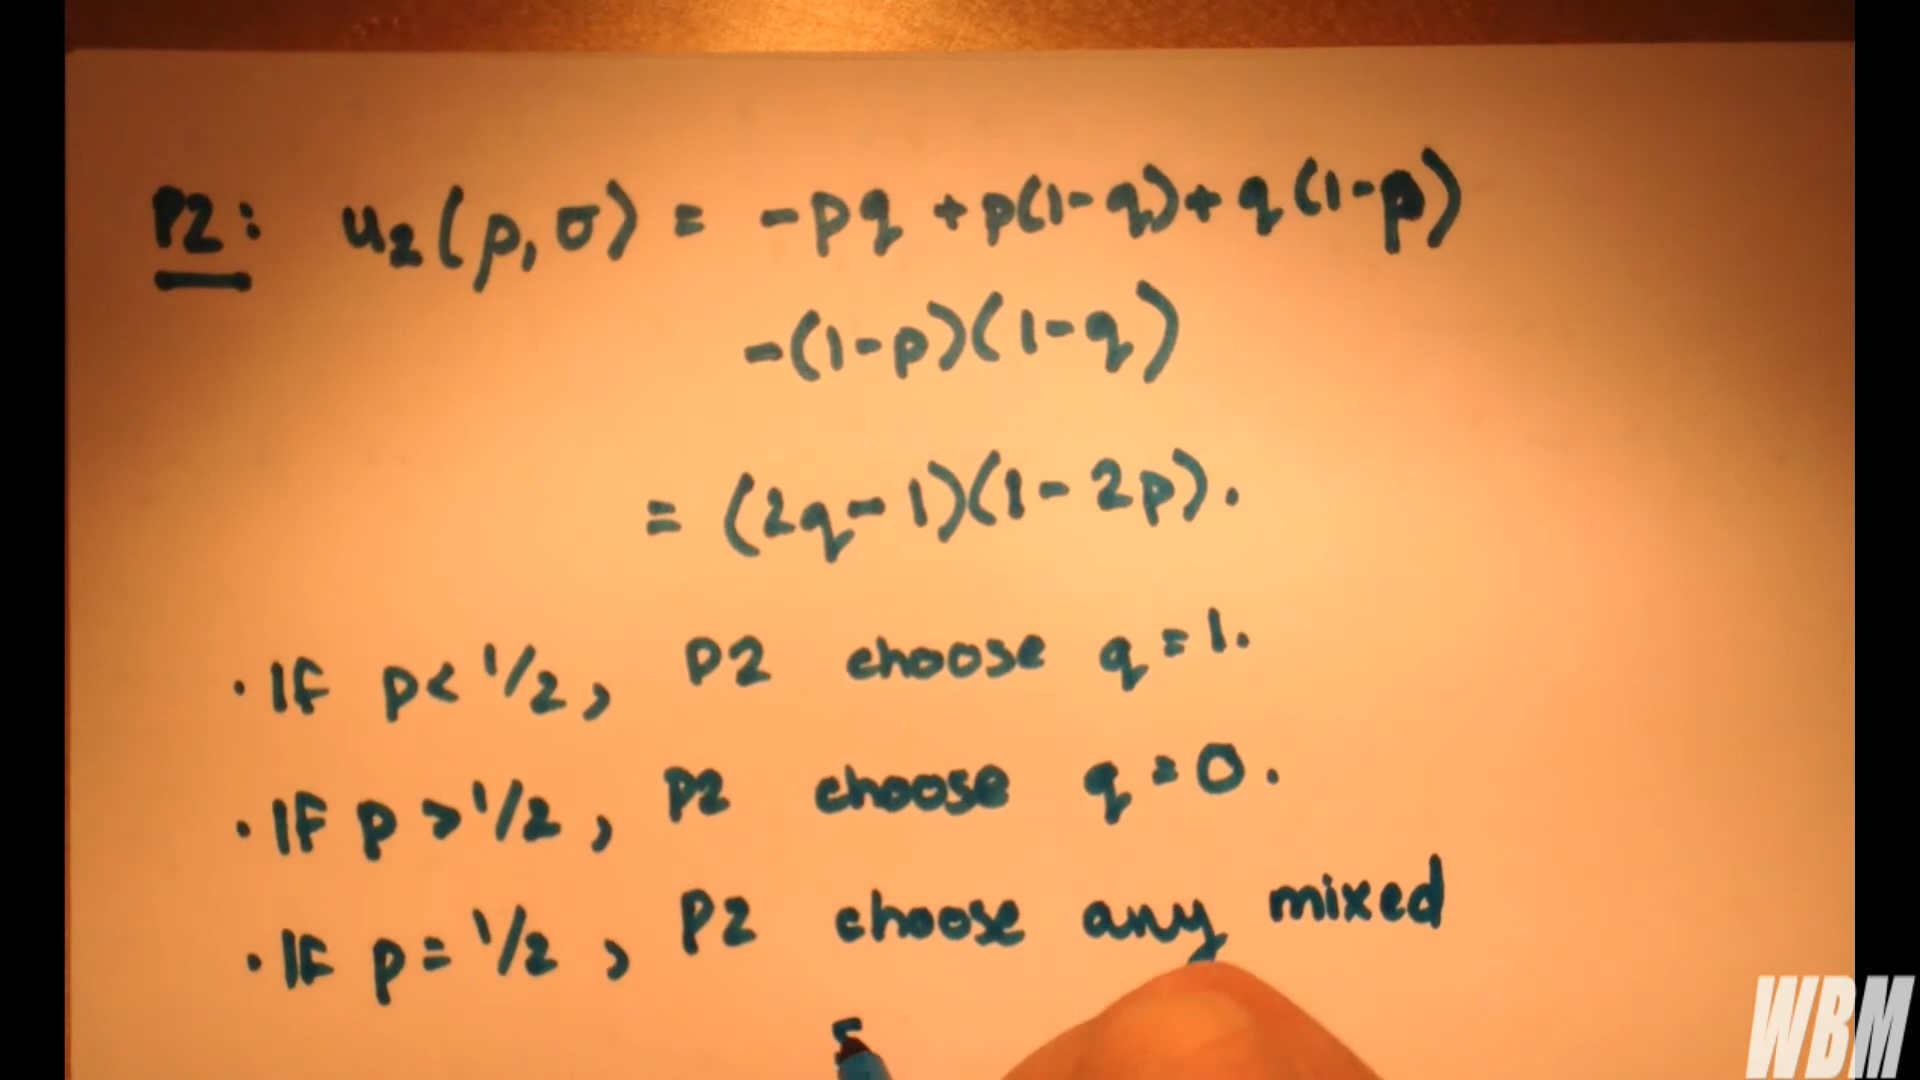 P2: u₂(ρ,σ) = -pq + p(1-q) + q(1-p)
-(1-p)(1-q)
= (2q-1)(1-2p).
· If p < 1/2, P2 choose q = 1.
· If p > 1/2, P2 choose q = 0.
· If p = 1/2, P2 choose any mixed
WBM